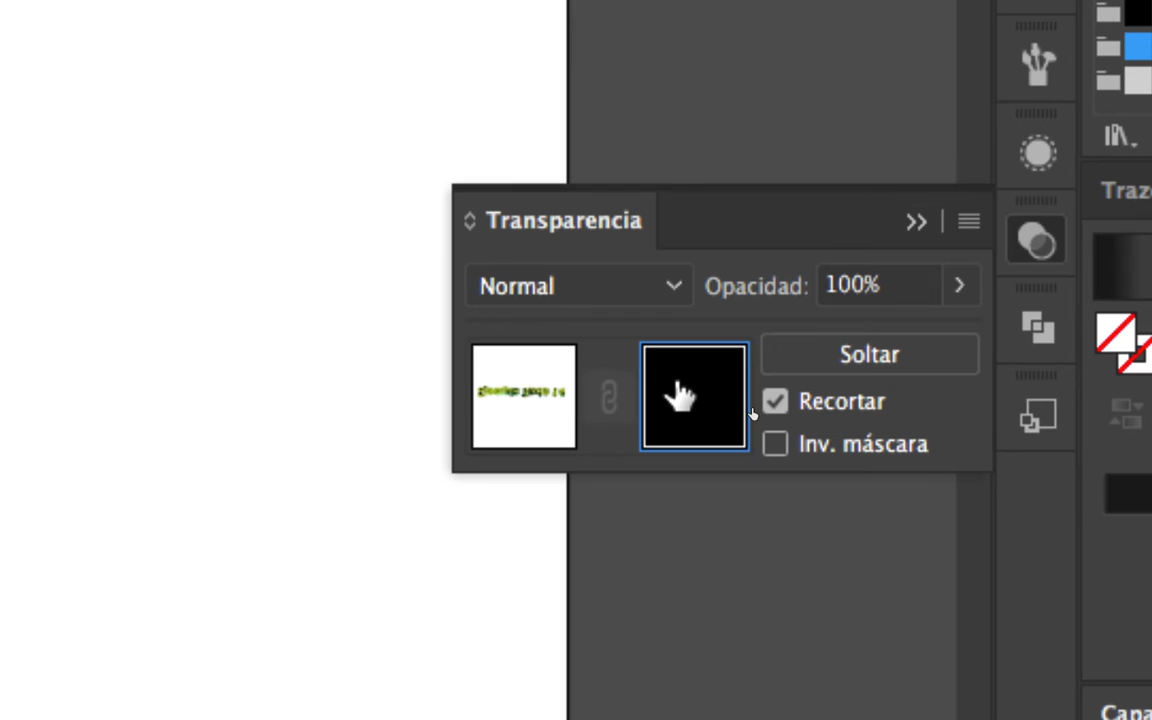 Traz
Transparencia
Normal
Opacidad:
100%
Soltar
Recortar
Inv. máscara
Capa